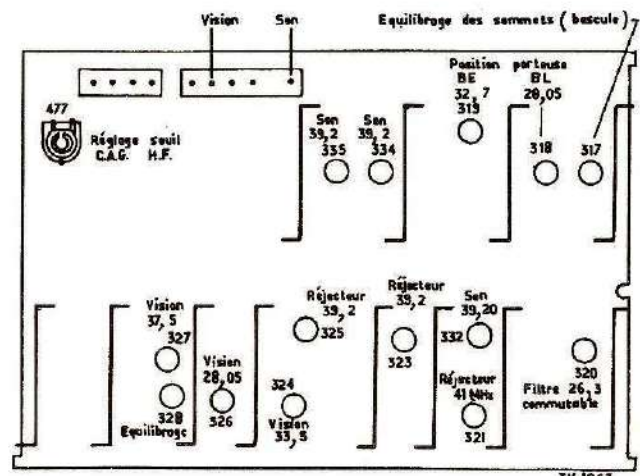 Vision
Son
Equilibrage des sommets (bascule)
477
Réglage seuil
C.A.G. H.F.
Son
39,2
335
Son
39,2
334
Position porteuse
BE
32,7
319
BL
28,05
318
317
Vision
37,5
327
328
Equilibrage
Vision
28,05
326
Réjecteur
39,2
325
324
Vision
33,5
Réjecteur
39,2
323
Son
39,20
332
Réjecteur
41 MHz
321
320
Filtre 26,3
commutable